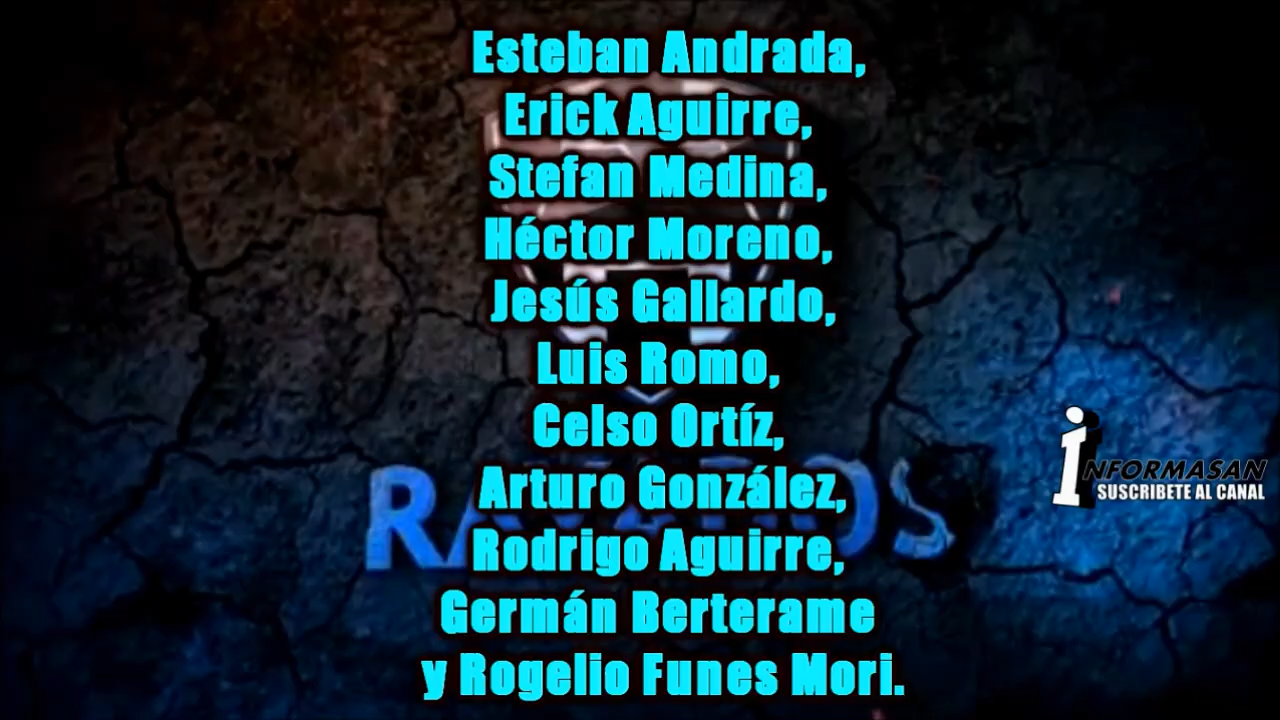 Esteban Andrada,
Erick Aguirre,
Stefan Medina,
Héctor Moreno,
Jesús Gallardo,
Luis Romo,
Celso Ortíz,
Arturo González,
Rodrigo Aguirre,
Germán Berterame
y Rogelio Funes Mori.
INFORMASAN
SUSCRIBETE AL CANAL